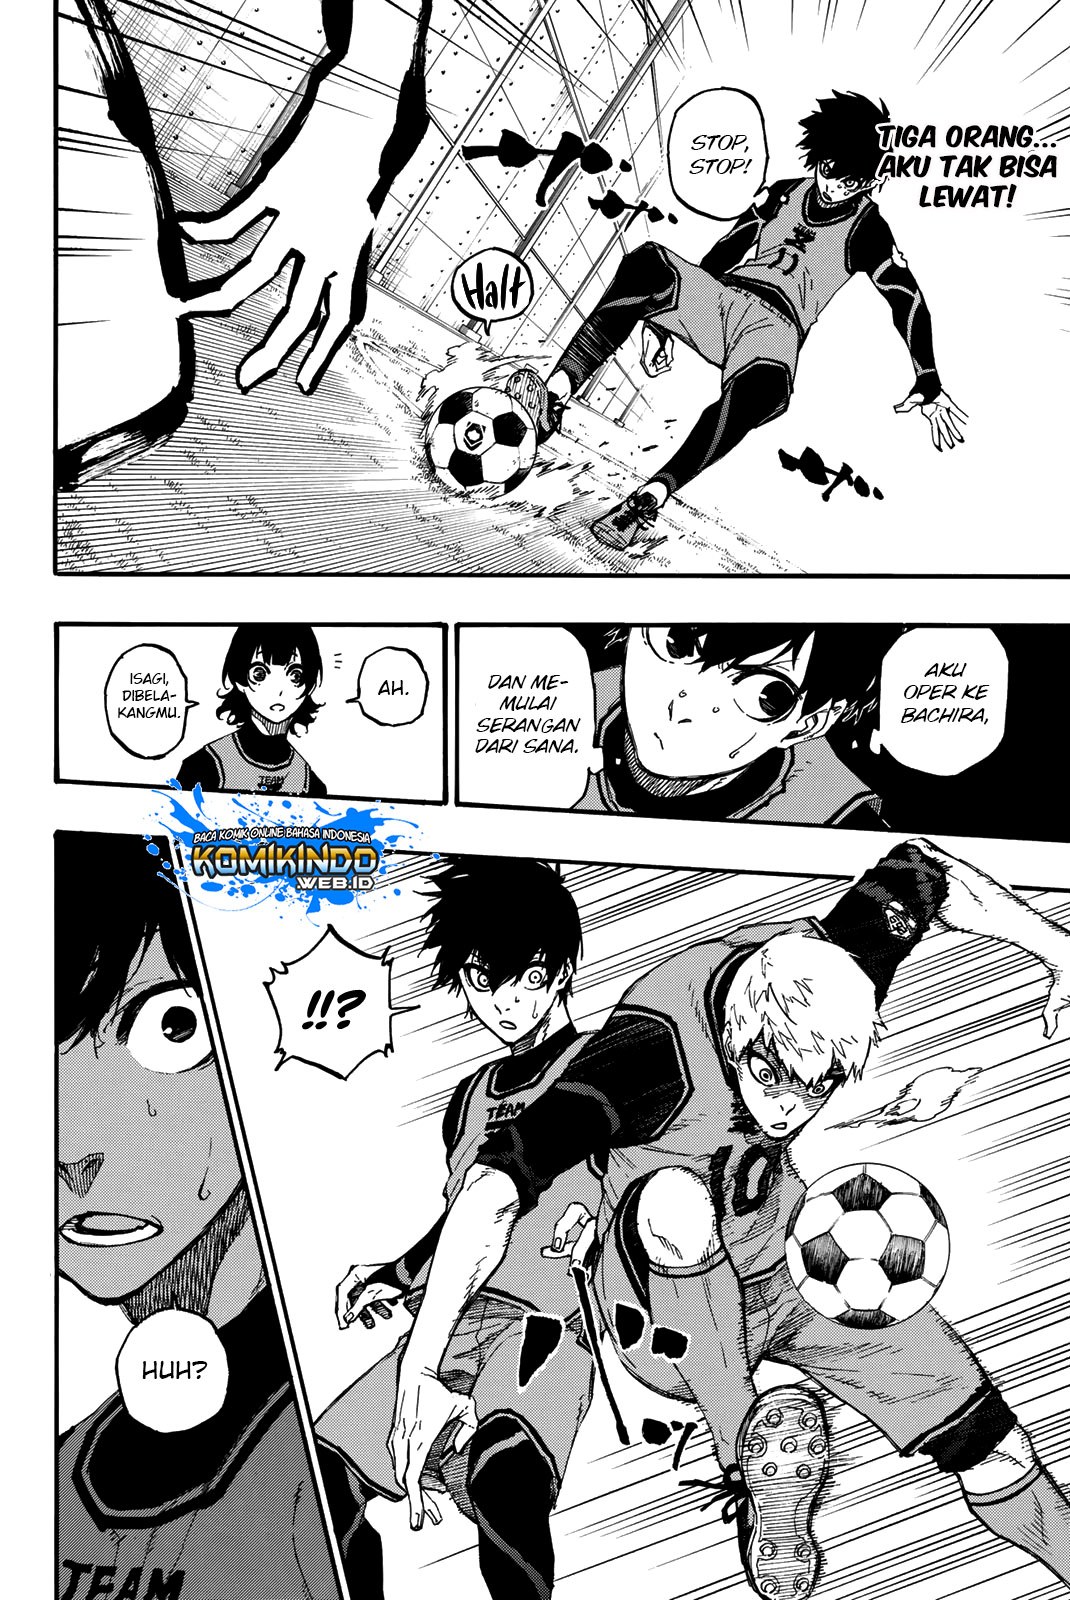 TIGA ORANG...
AKU TAK BISA
LEWAT!
STOP,
STOP!
Halt
AKU
OPER KE
BACHIRA,
DAN ME-
MULAI
SERANGAN
DARI SANA.
AH.
ISAGI,
DIBELA-
KANGMU.
TEAM
BACA KOMIK ONLINE BAHASA INDONESIA
KOMIKINDO
WEB.ID
!!?
TEAM
10
HUH?
TEAM